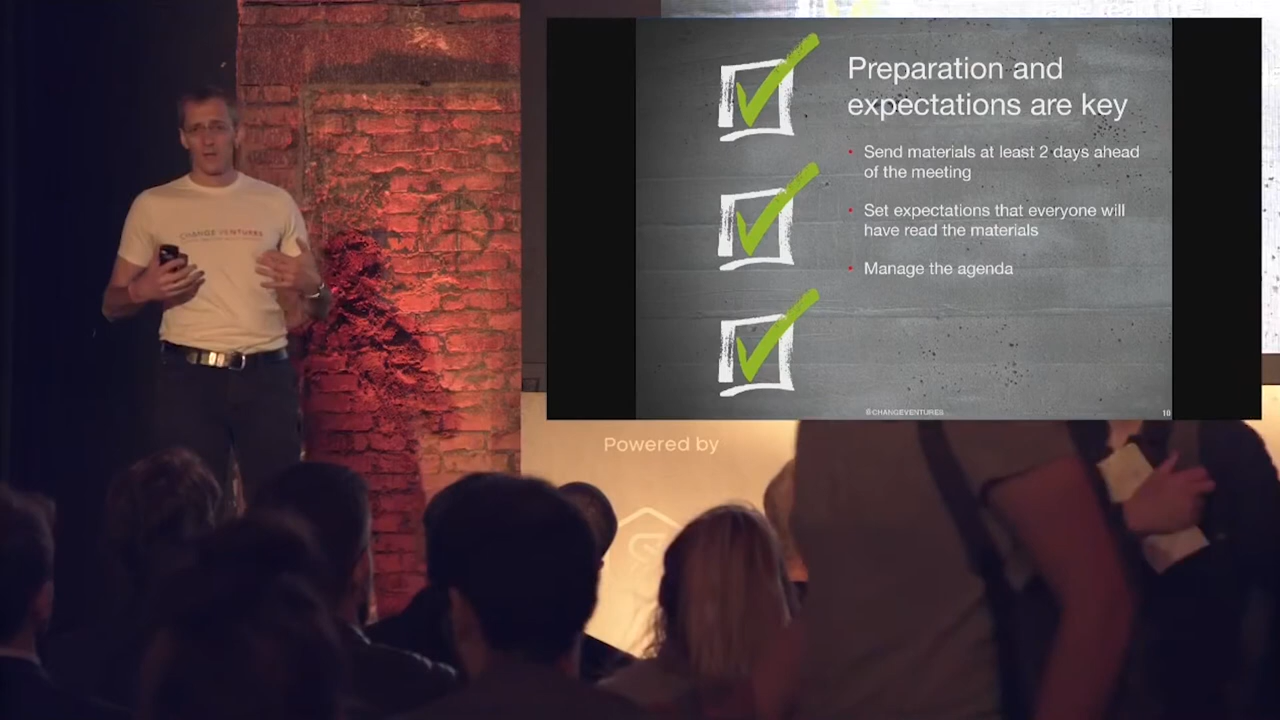 CHANGE VENTURES
Preparation and
expectations are key
• Send materials at least 2 days ahead
of the meeting
• Set expectations that everyone will
have read the materials
• Manage the agenda
©CHANGEVENTURES
10
Powered by